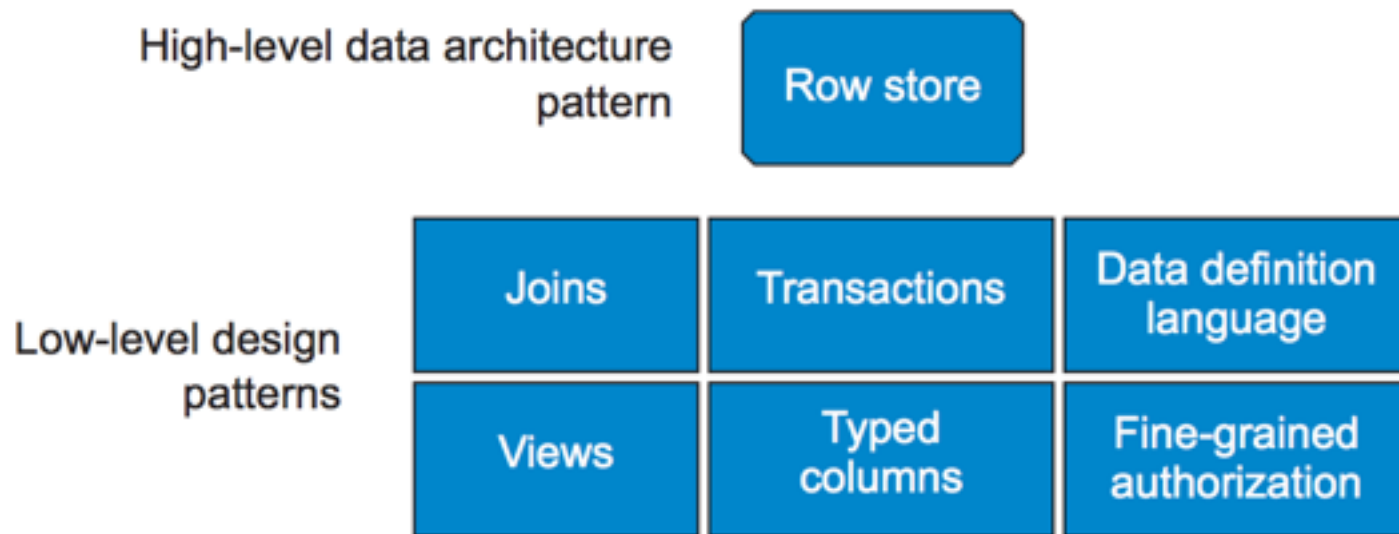 High-level data architecture
pattern
Row store
Joins
Transactions
Data definition
language
Low-level design
patterns
Views
Typed
columns
Fine-grained
authorization